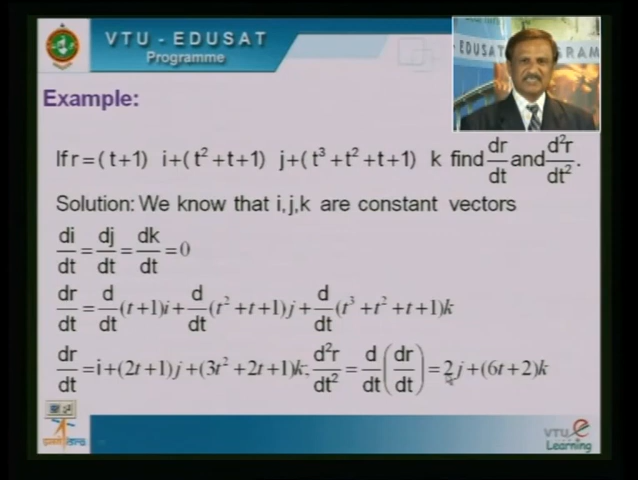 VTU - EDUSAT
Programme
EDUSAT PROGRAM
Example:
If r = (t+1) i+(t² +t+1) j+(t³ +t² +t+1) k find dr/dt and d²r/dt².
Solution: We know that i,j,k are constant vectors
di/dt = dj/dt = dk/dt = 0
dr/dt = d/dt (t+1)i + d/dt (t² +t+1)j + d/dt (t³ +t² +t+1)k
dr/dt = i+(2t+1)j+(3t² +2t+1)k. d²r/dt² = d/dt (dr/dt) = 2j+(6t+2)k
VTU e
Learning